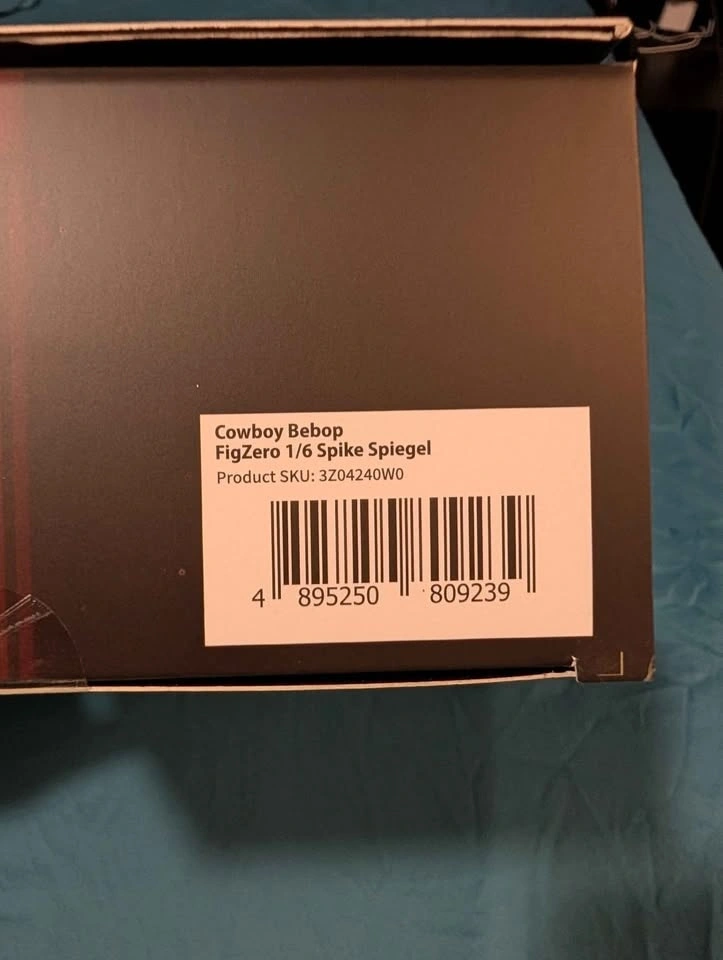 Cowboy Bebop
FigZero 1/6 Spike Spiegel
Product SKU: 3Z04240W0
4 895250 809239